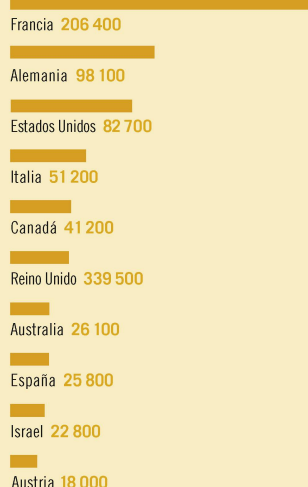 Francia 206 400
Alemania 98 100
Estados Unidos 82 700
Italia 51 200
Canadá 41 200
Reino Unido 339 500
Australia 26 100
España 25 800
Israel 22 800
Austria 18 000